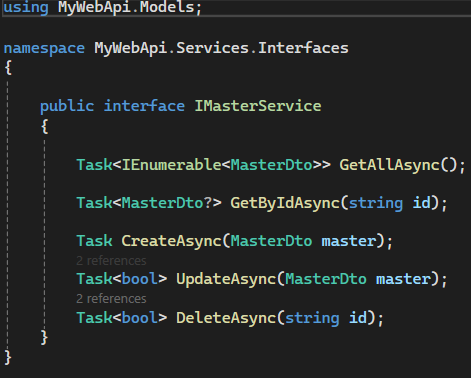 using MyWebApi.Models;
namespace MyWebApi.Services.Interfaces
{
public interface IMasterService
{
Task<IEnumerable<MasterDto>> GetAllAsync();
Task<MasterDto?> GetByIdAsync(string id);
Task CreateAsync(MasterDto master);
2 references
Task<bool> UpdateAsync(MasterDto master);
2 references
Task<bool> DeleteAsync(string id);
}
}